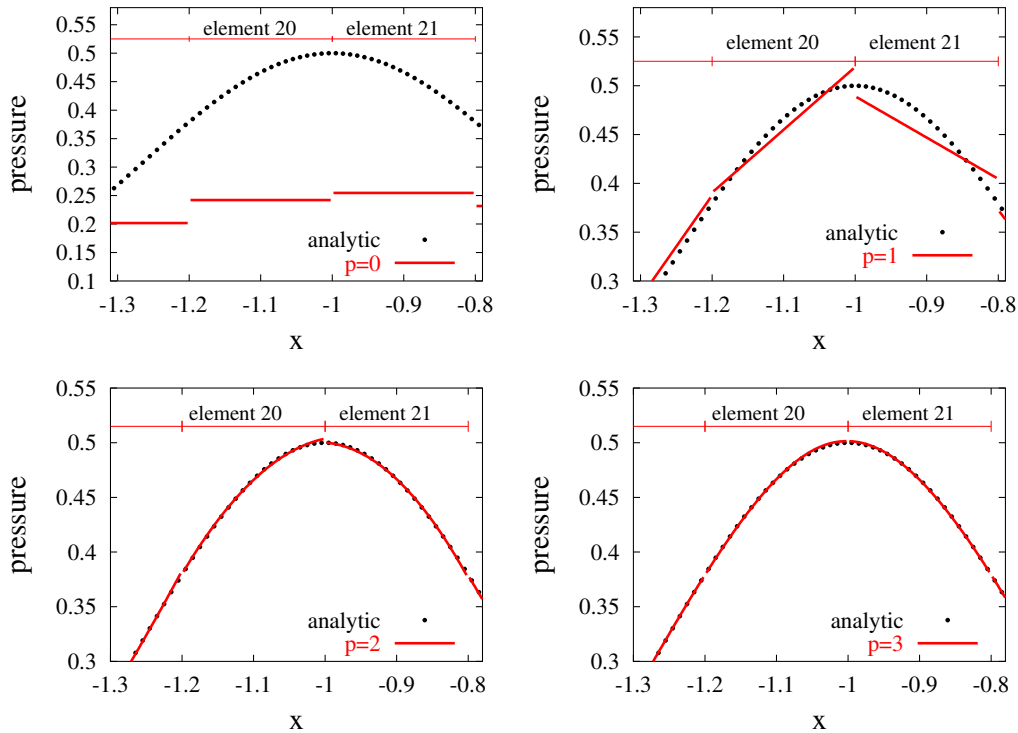 element 20 element 21
0.55
0.5
0.45
0.4
0.35
0.3
0.25
0.2
0.15
0.1
pressure
analytic
p=0
-1.3 -1.2 -1.1 -1 -0.9 -0.8
x
element 20 element 21
0.55
0.5
0.45
0.4
0.35
0.3
pressure
analytic
p=1
-1.3 -1.2 -1.1 -1 -0.9 -0.8
x
0.55
element 20 element 21
0.5
0.45
0.4
0.35
0.3
pressure
analytic
p=2
-1.3 -1.2 -1.1 -1 -0.9 -0.8
x
0.55
element 20 element 21
0.5
0.45
0.4
0.35
0.3
pressure
analytic
p=3
-1.3 -1.2 -1.1 -1 -0.9 -0.8
x